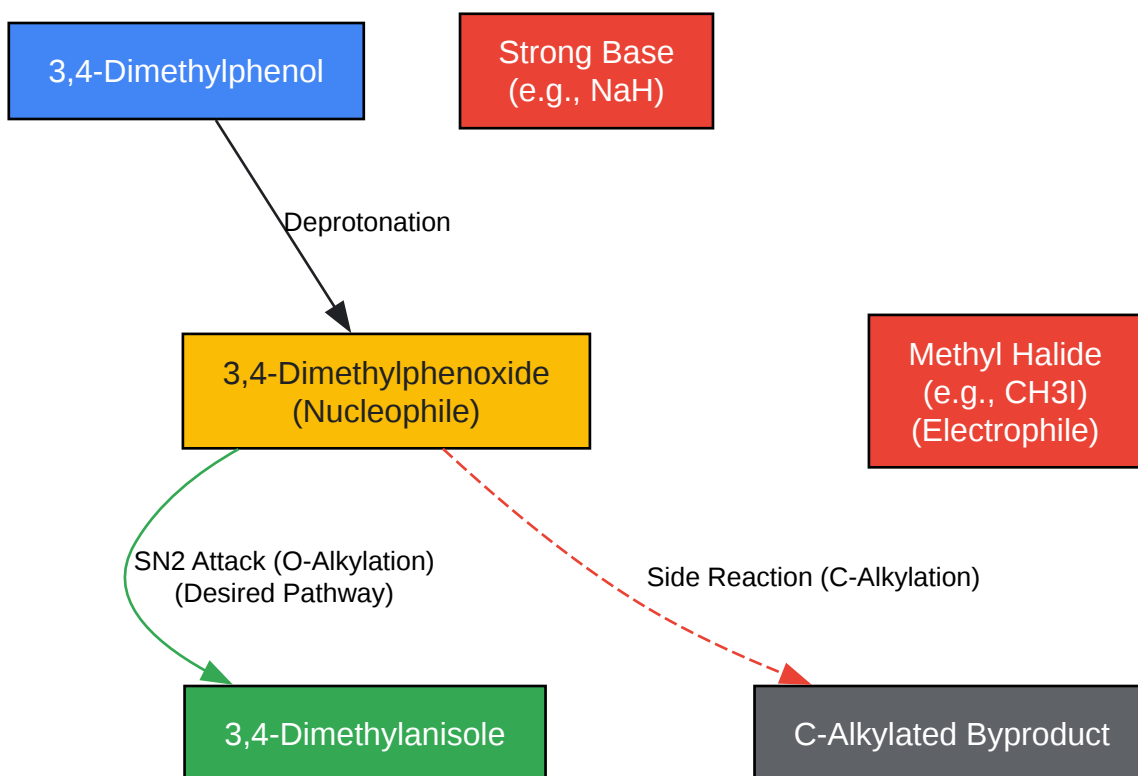 3,4-Dimethylphenol
Strong Base
(e.g., NaH)
Deprotonation
3,4-Dimethylphenoxide
(Nucleophile)
Methyl Halide
(e.g., CH3I)
(Electrophile)
SN2 Attack (O-Alkylation)
(Desired Pathway)
Side Reaction (C-Alkylation)
3,4-Dimethylanisole
C-Alkylated Byproduct